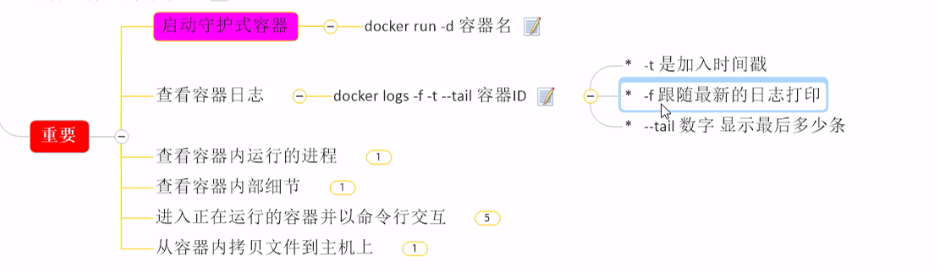 启动守护式容器
docker run -d 容器名
查看容器日志
docker logs -f -t --tail 容器ID
* -t 是加入时间戳
* -f 跟随最新的日志打印
* --tail 数字 显示最后多少条
重要
查看容器内运行的进程 1
查看容器内部细节 1
进入正在运行的容器并以命令行交互 5
从容器内拷贝文件到主机上 1